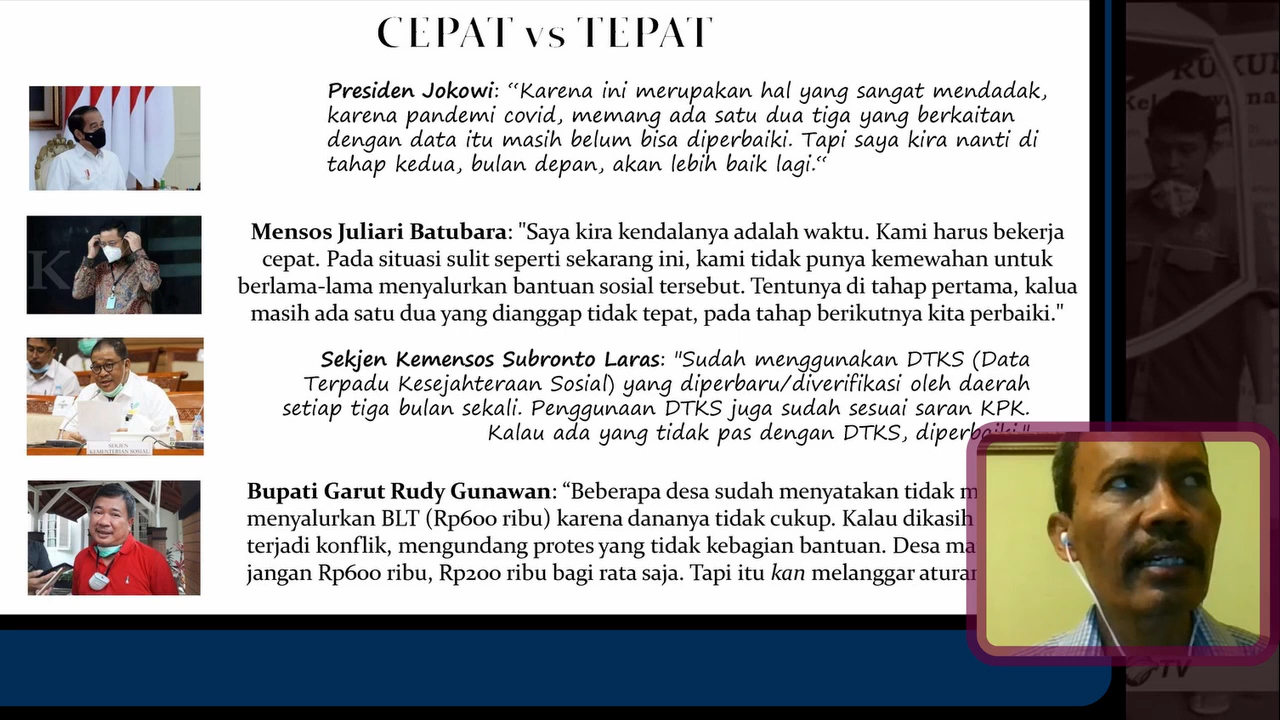 CEPAT vs TEPAT
Presiden Jokowi: “Karena ini merupakan hal yang sangat mendadak,
karena pandemi covid, memang ada satu dua tiga yang berkaitan
dengan data itu masih belum bisa diperbaiki. Tapi saya kira nanti di
tahap kedua, bulan depan, akan lebih baik lagi.“
Mensos Juliari Batubara: "Saya kira kendalanya adalah waktu. Kami harus bekerja
cepat. Pada situasi sulit seperti sekarang ini, kami tidak punya kemewahan untuk
berlama-lama menyalurkan bantuan sosial tersebut. Tentunya di tahap pertama, kalua
masih ada satu dua yang dianggap tidak tepat, pada tahap berikutnya kita perbaiki."
Sekjen Kemensos Subronto Laras: "Sudah menggunakan DTKS (Data
Terpadu Kesejahteraan Sosial) yang diperbaru/diverifikasi oleh daerah
setiap tiga bulan sekali. Penggunaan DTKS juga sudah sesuai saran KPK.
Kalau ada yang tidak pas dengan DTKS, diperbaiki."
SEKJEN
KEMENTERIAN SOSIAL
Bupati Garut Rudy Gunawan: “Beberapa desa sudah menyatakan tidak
menyalurkan BLT (Rp600 ribu) karena dananya tidak cukup. Kalau dikasih
terjadi konflik, mengundang protes yang tidak kebagian bantuan. Desa
jangan Rp600 ribu, Rp200 ribu bagi rata saja. Tapi itu kan melanggar
TV